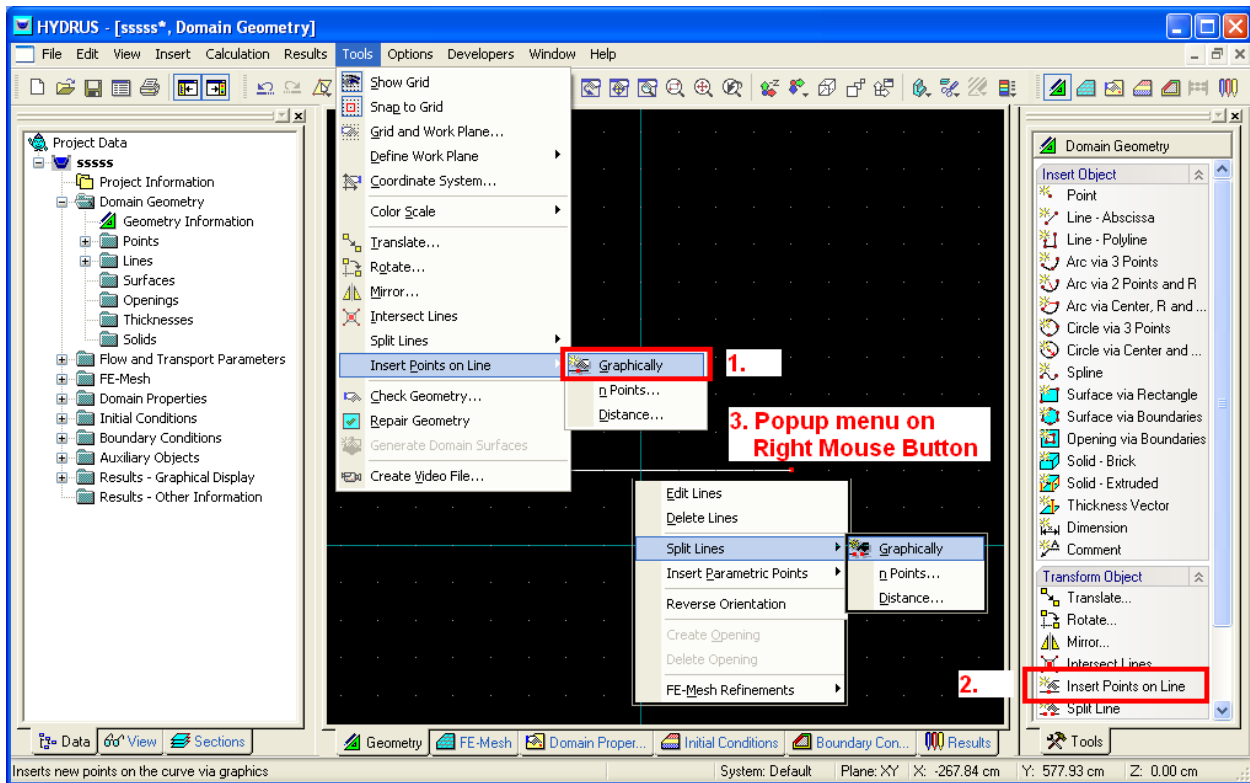 HYDRUS - [sssss*, Domain Geometry]
File Edit View Insert Calculation Results Tools Options Developers Window Help
Project Data
sssss
Project Information
Domain Geometry
Geometry Information
Points
Lines
Surfaces
Openings
Thicknesses
Solids
Flow and Transport Parameters
FE-Mesh
Domain Properties
Initial Conditions
Boundary Conditions
Auxiliary Objects
Results - Graphical Display
Results - Other Information
Data View Sections
Show Grid
Snap to Grid
Grid and Work Plane...
Define Work Plane
Coordinate System...
Color Scale
Translate...
Rotate...
Mirror...
Intersect Lines
Split Lines
Insert Points on Line
Check Geometry...
Repair Geometry
Generate Domain Surfaces
Create Video File...
Graphically
n Points...
Distance...
1.
3. Popup menu on
Right Mouse Button
Edit Lines
Delete Lines
Split Lines
Insert Parametric Points
Reverse Orientation
Create Opening
Delete Opening
FE-Mesh Refinements
Graphically
n Points...
Distance...
2.
Geometry FE-Mesh Domain Proper... Initial Conditions Boundary Con... Results
Domain Geometry
Insert Object
Point
Line - Abscissa
Line - Polyline
Arc via 3 Points
Arc via 2 Points and R
Arc via Center, R and ...
Circle via 3 Points
Circle via Center and ...
Spline
Surface via Rectangle
Surface via Boundaries
Opening via Boundaries
Solid - Brick
Solid - Extruded
Thickness Vector
Dimension
Comment
Transform Object
Translate...
Rotate...
Mirror...
Intersect Lines
Insert Points on Line
Split Line
Tools
Inserts new points on the curve via graphics
System: Default Plane: XY X: -267.84 cm Y: 577.93 cm Z: 0.00 cm